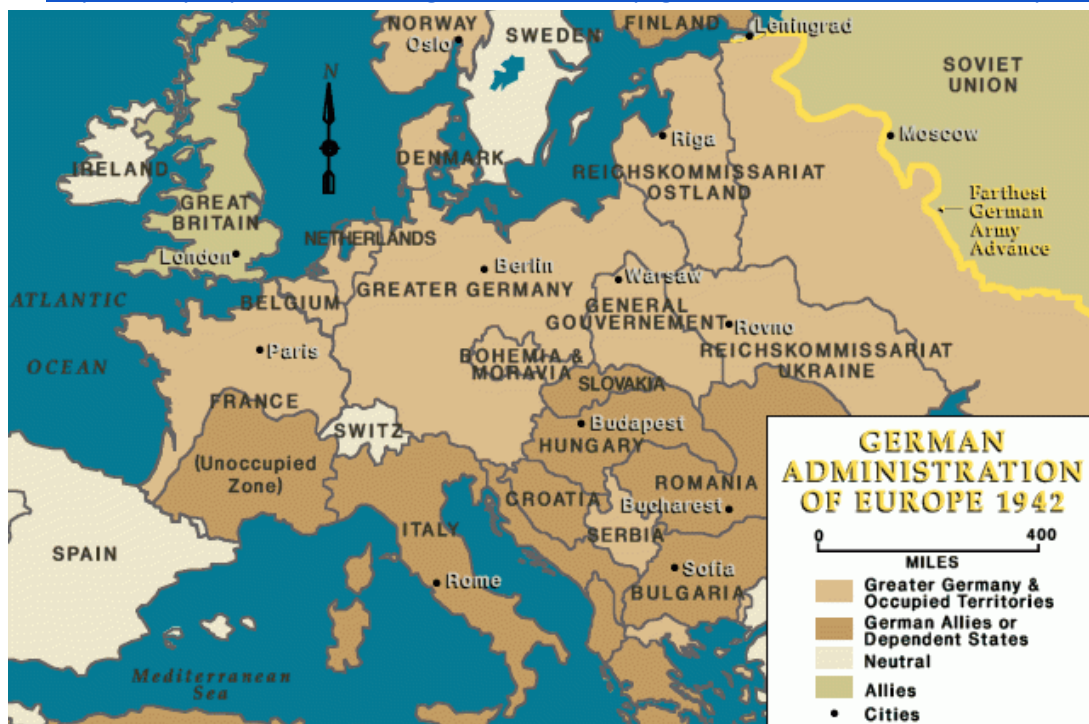 NORWAY
Oslo
SWEDEN
FINLAND
Leningrad
SOVIET
UNION
N
Moscow
Riga
IRELAND
DENMARK
REICHSKOMMISSARIAT
OSTLAND
GREAT
BRITAIN
Farthest
German
Army
Advance
NETHERLANDS
London
Berlin
Warsaw
ATLANTIC
OCEAN
BELGIUM
GREATER GERMANY
GENERAL
GOUVERNEMENT
Rovno
Paris
BOHEMIA &
MORAVIA
REICHSKOMMISSARIAT
UKRAINE
SLOVAKIA
FRANCE
SWITZ
Budapest
HUNGARY
(Unoccupied
Zone)
ROMANIA
CROATIA
Bucharest
ITALY
SERBIA
SPAIN
Rome
Sofia
BULGARIA
Mediterranean
Sea
GERMAN
ADMINISTRATION
OF EUROPE 1942
0 400
MILES
Greater Germany &
Occupied Territories
German Allies or
Dependent States
Neutral
Allies
Cities